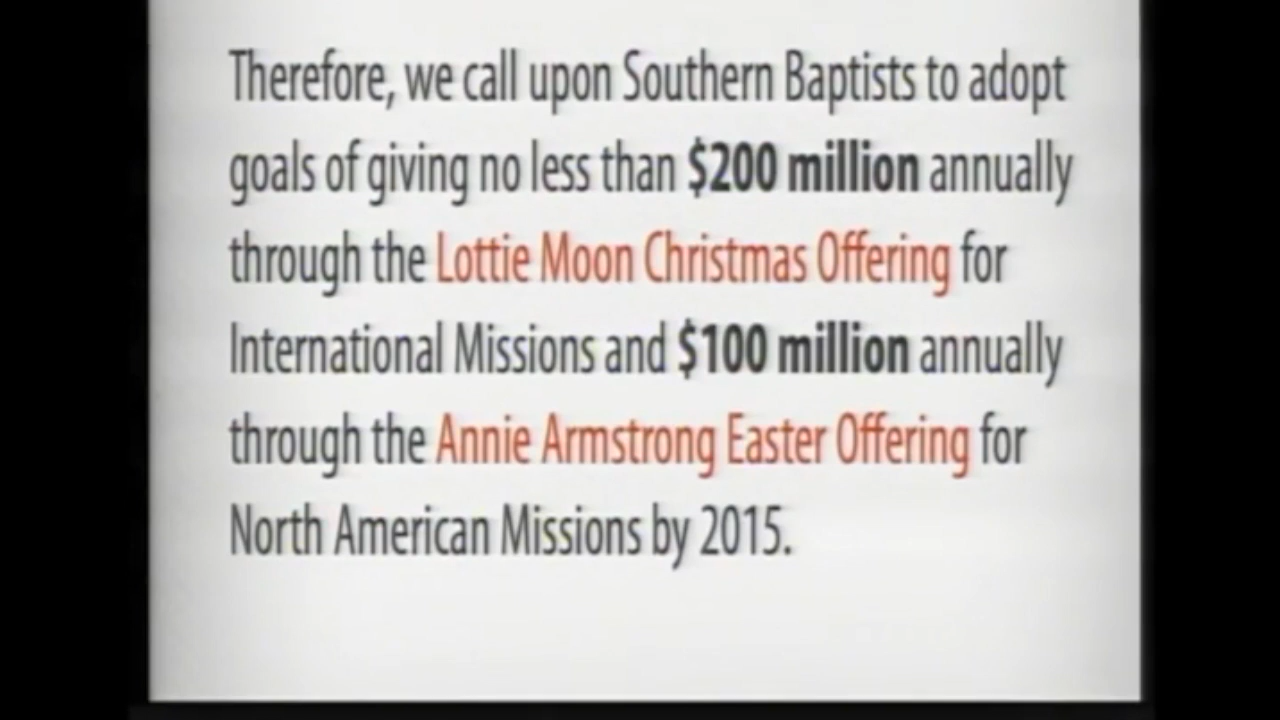 Therefore, we call upon Southern Baptists to adopt
goals of giving no less than $200 million annually
through the Lottie Moon Christmas Offering for
International Missions and $100 million annually
through the Annie Armstrong Easter Offering for
North American Missions by 2015.